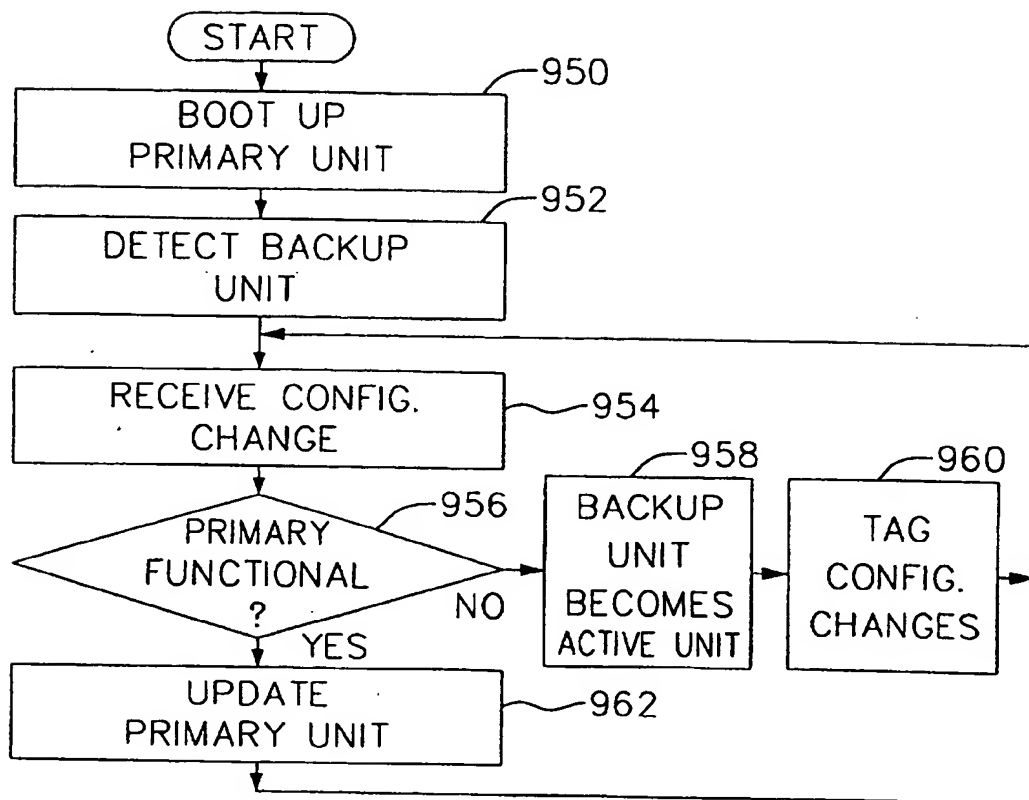 START
950
BOOT UP
PRIMARY UNIT
952
DETECT BACKUP
UNIT
RECEIVE CONFIG.
CHANGE
954
956
PRIMARY
FUNCTIONAL
?
NO
YES
958
BACKUP
UNIT
BECOMES
ACTIVE UNIT
960
TAG
CONFIG.
CHANGES
UPDATE
PRIMARY UNIT
962